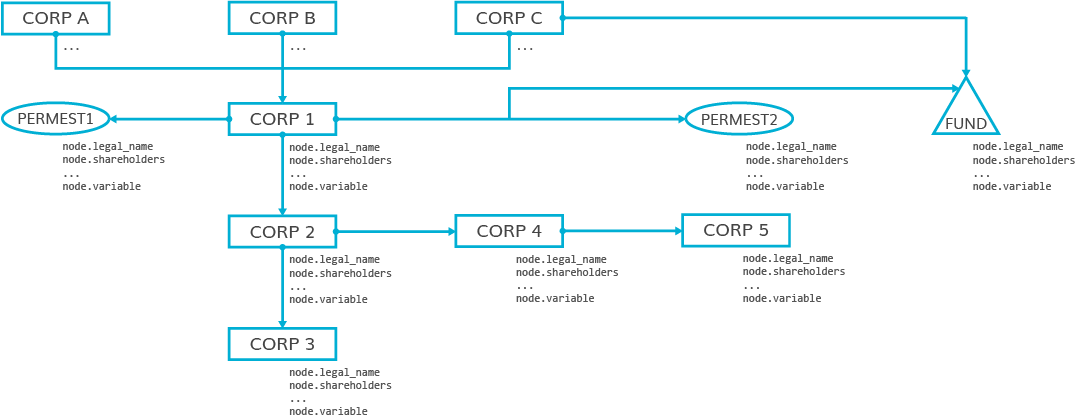 CORP A
CORP B
CORP C
...
...
...
PERMEST1
CORP 1
PERMEST2
FUND
node.legal_name
node.shareholders
...
node.variable
node.legal_name
node.shareholders
...
node.variable
node.legal_name
node.shareholders
...
node.variable
node.legal_name
node.shareholders
...
node.variable
CORP 2
CORP 4
CORP 5
node.legal_name
node.shareholders
...
node.variable
node.legal_name
node.shareholders
...
node.variable
node.legal_name
node.shareholders
...
node.variable
CORP 3
node.legal_name
node.shareholders
...
node.variable